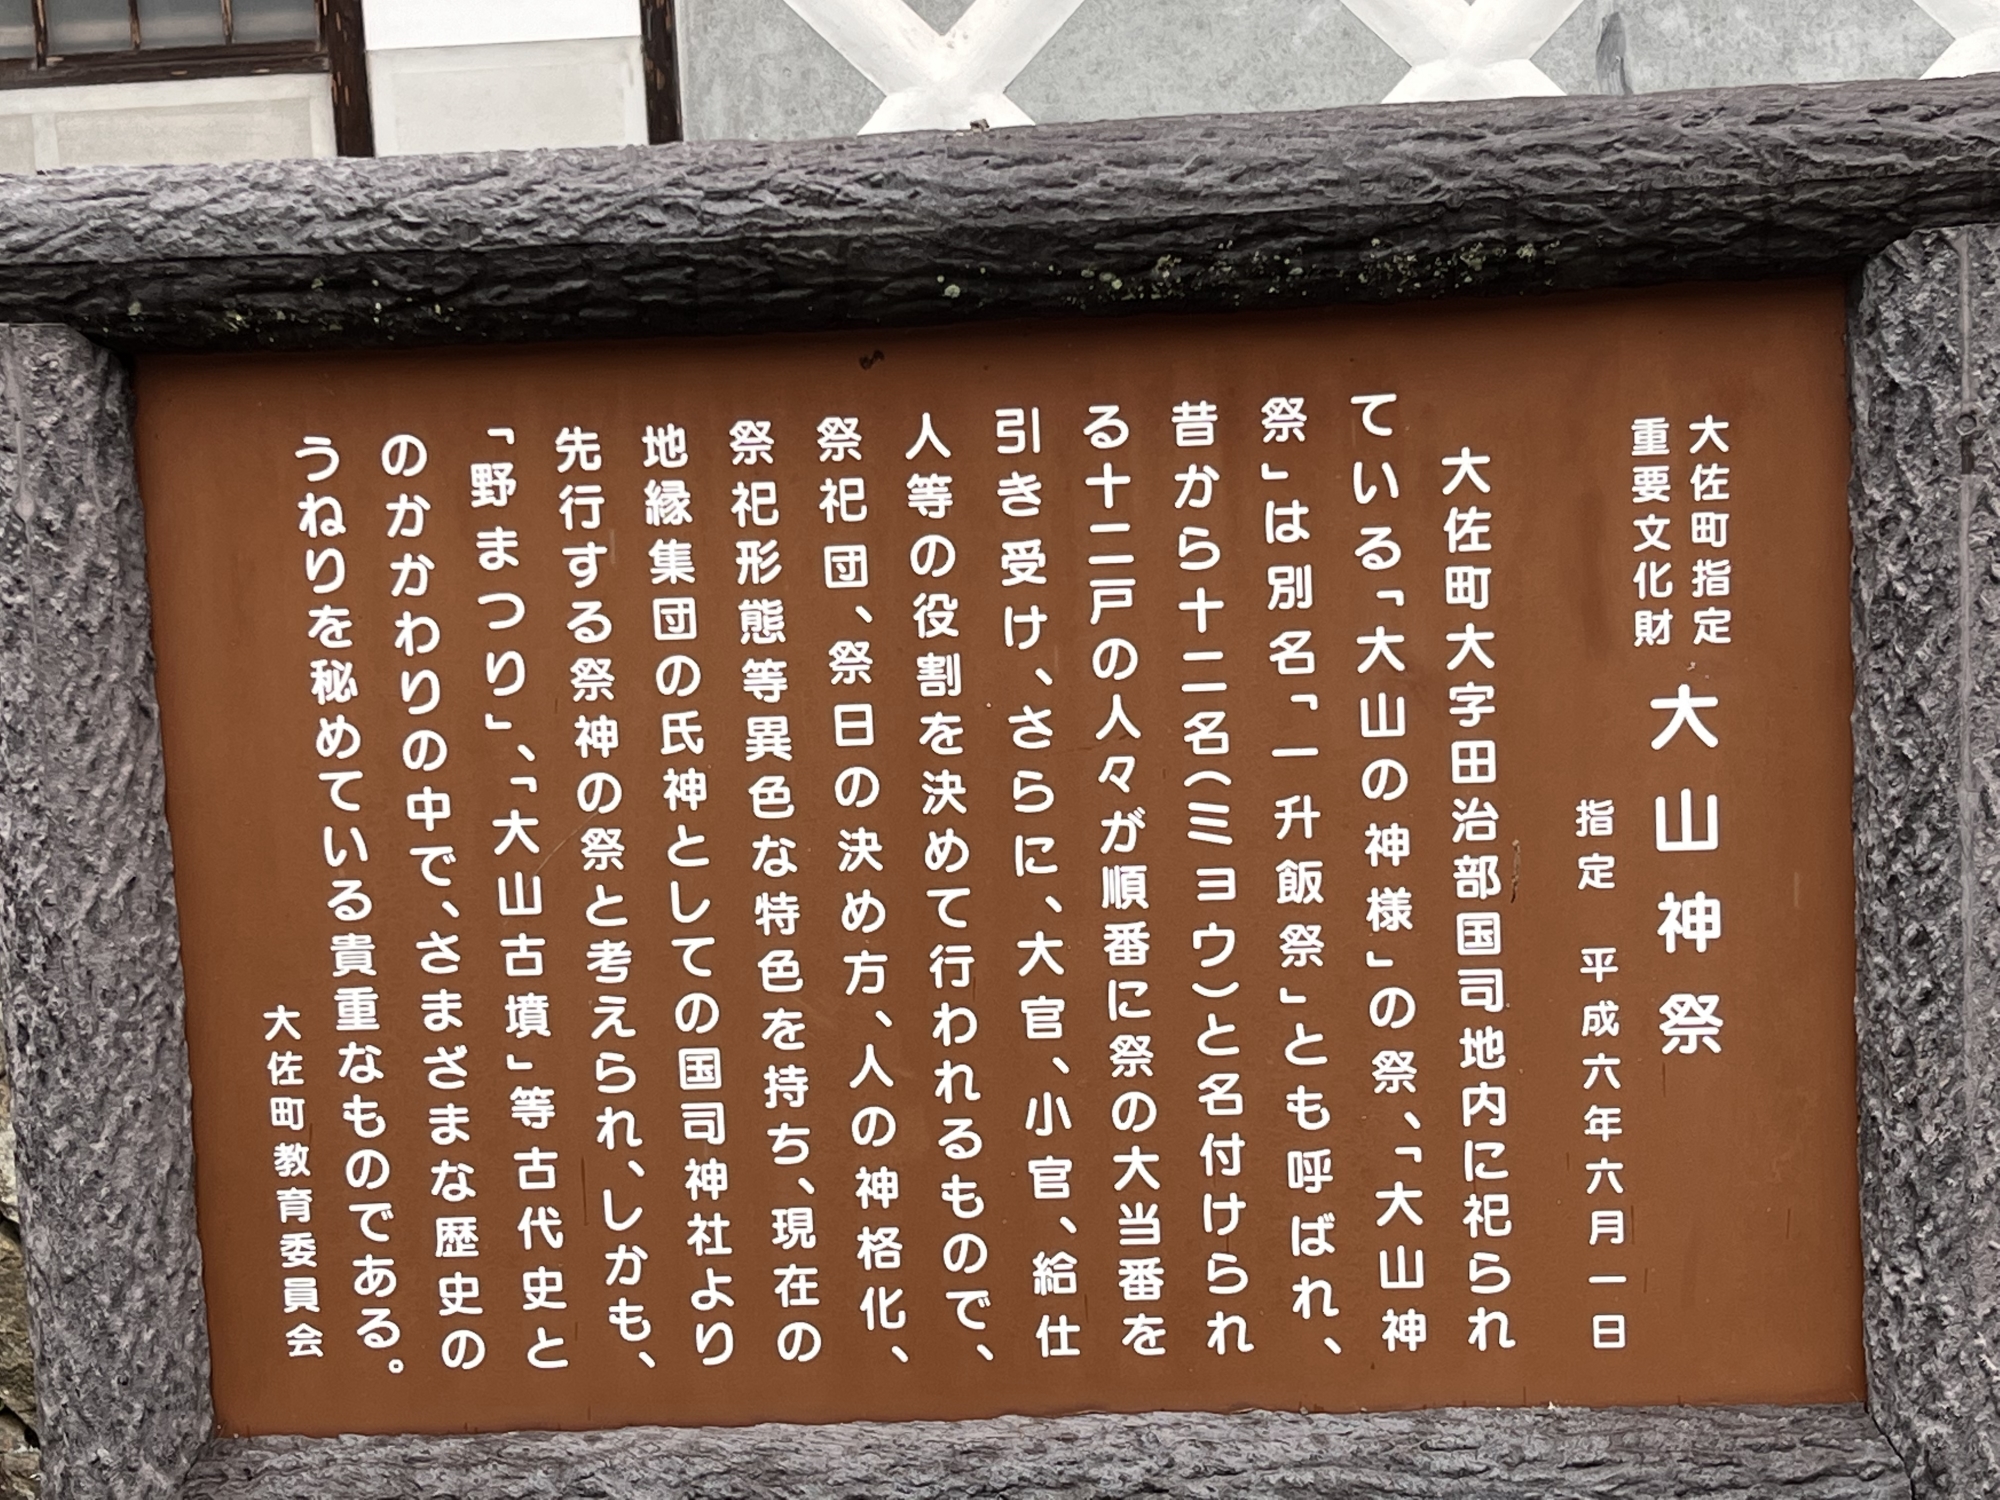 大佐町指定
重要文化財
大山神祭
指定　平成六年六月一日
大佐町大字田治部国司地内に祀られ
ている「大山の神様」の祭、「大山神
祭」は別名「一升飯祭」とも呼ばれ、
昔から十二名(ミョウ)と名付けられ
る十二戸の人々が順番に祭の大当番を
引き受け、さらに、大官、小官、給仕
人等の役割を決めて行われるもので、
祭祀団、祭日の決め方、人の神格化、
祭祀形態等異色な特色を持ち、現在の
地縁集団の氏神としての国司神社より
先行する祭神の祭と考えられ、しかも、
「野まつり」、「大山古墳」等古代史と
のかかわりの中で、さまざまな歴史の
うねりを秘めている貴重なものである。
大佐町教育委員会